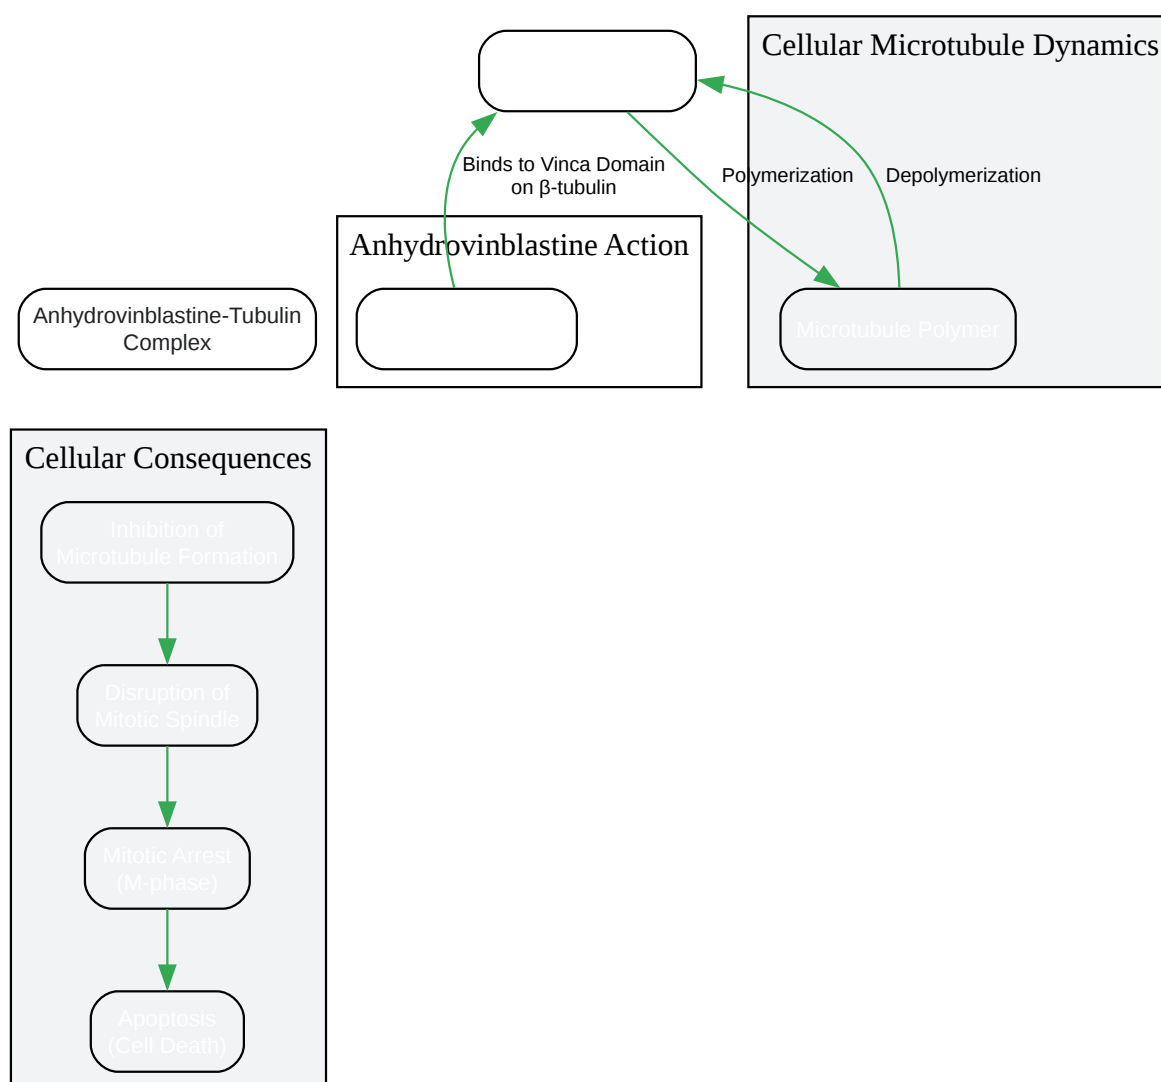 Cellular Microtubule Dynamics
Binds to Vinca Domain
on β-tubulin
Polymerization
Depolymerization
Anhydrovinblastine Action
Anhydrovinblastine-Tubulin
Complex
Microtubule Polymer
Cellular Consequences
Inhibition of
Microtubule Formation
Disruption of
Mitotic Spindle
Mitotic Arrest
(M-phase)
Apoptosis
(Cell Death)